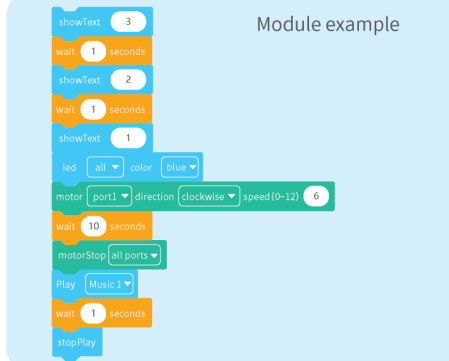 Module example
showText 3
wait 1 seconds
showText 2
wait 1 seconds
showText 1
led all color blue
motor port1 direction clockwise speed(0~12) 6
wait 10 seconds
motorStop all ports
Play Music 1
wait 1 seconds
stopPlay